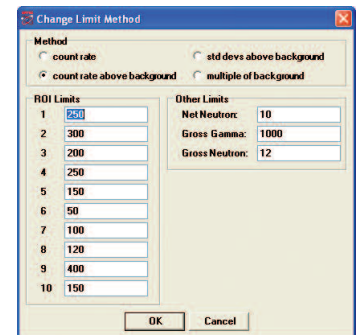 Change Limit Method
Method
count rate
std devs above background
count rate above background
multiple of background
ROI Limits
1 250
2 300
3 200
4 250
5 150
6 50
7 100
8 120
9 400
10 150
Other Limits
Net Neutron: 10
Gross Gamma: 1000
Gross Neutron: 12
OK
Cancel